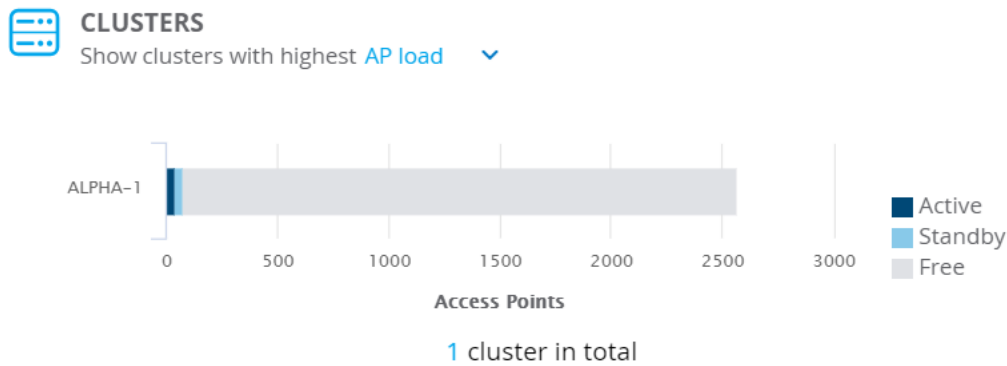 CLUSTERS
Show clusters with highest AP load
ALPHA-1
Active
Standby
Free
0 500 1000 1500 2000 2500 3000
Access Points
1 cluster in total